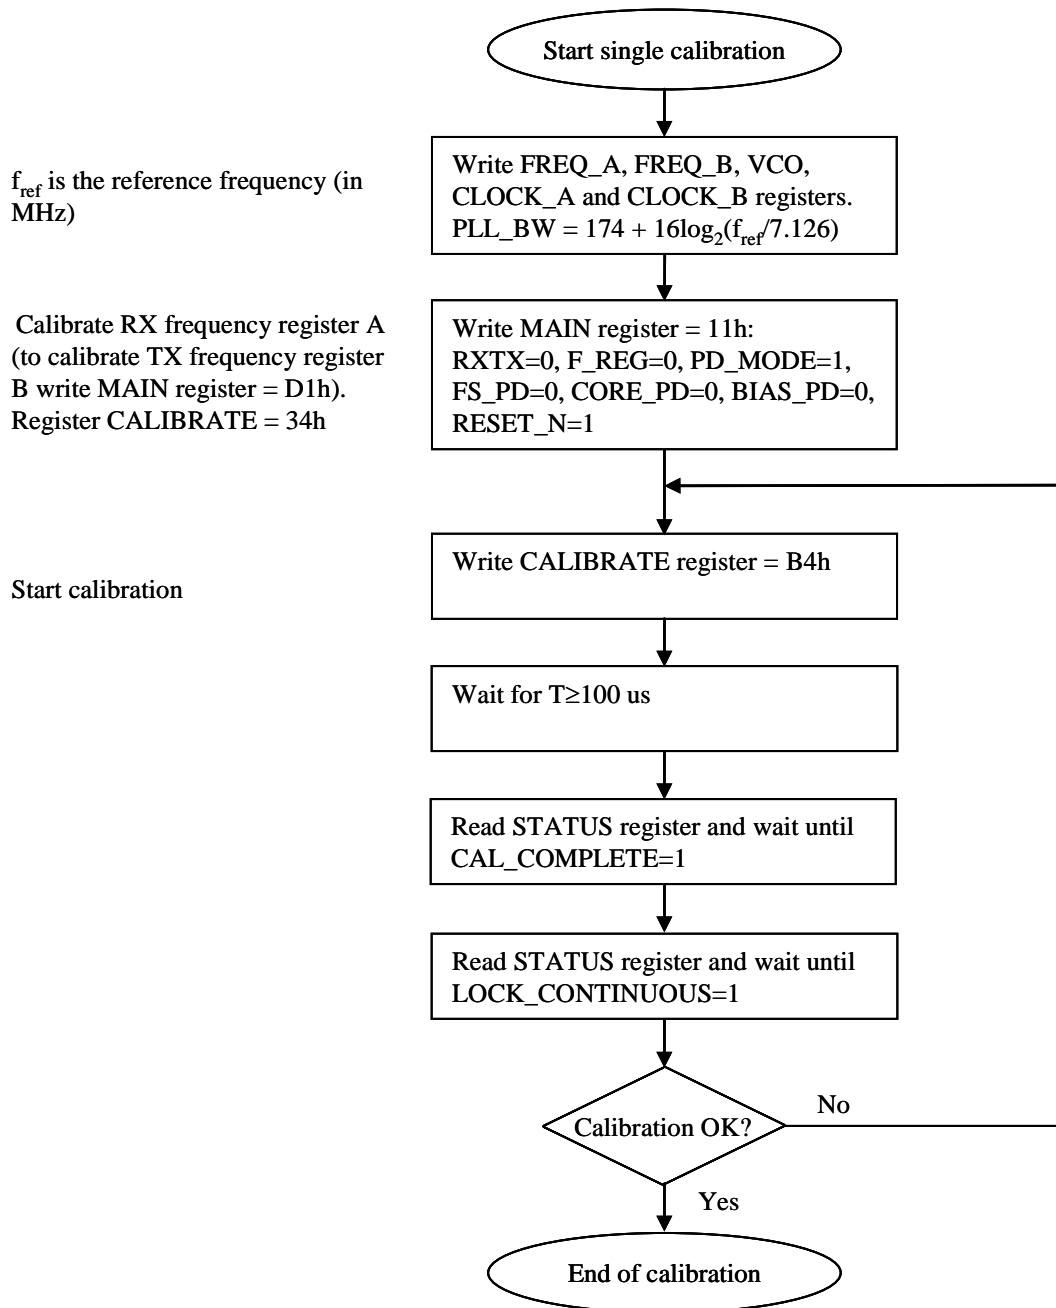 Start single calibration
f_ref is the reference frequency (in
MHz)
Write FREQ_A, FREQ_B, VCO,
CLOCK_A and CLOCK_B registers.
PLL_BW = 174 + 16log₂(f_ref/7.126)
Calibrate RX frequency register A
(to calibrate TX frequency register
B write MAIN register = D1h).
Register CALIBRATE = 34h
Write MAIN register = 11h:
RXTX=0, F_REG=0, PD_MODE=1,
FS_PD=0, CORE_PD=0, BIAS_PD=0,
RESET_N=1
Start calibration
Write CALIBRATE register = B4h
Wait for T≥100 us
Read STATUS register and wait until
CAL_COMPLETE=1
Read STATUS register and wait until
LOCK_CONTINUOUS=1
Calibration OK?
No
Yes
End of calibration